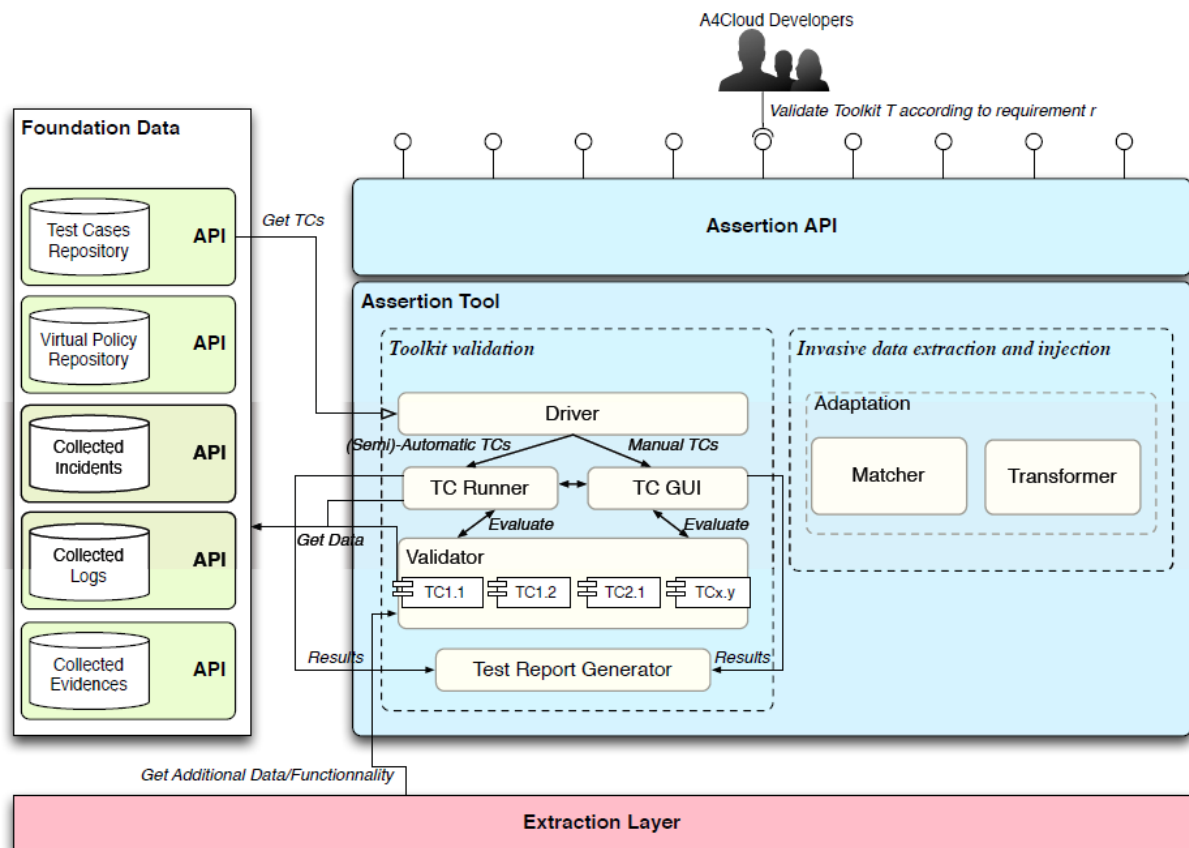 A4Cloud Developers
Validate Toolkit T according to requirement r
Foundation Data
Test Cases
Repository
API
Get TCs
Virtual Policy
Repository
API
Collected
Incidents
API
Collected
Logs
API
Collected
Evidences
API
Assertion API
Assertion Tool
Toolkit validation
Driver
(Semi)-Automatic TCs
Manual TCs
TC Runner
TC GUI
Evaluate
Evaluate
Get Data
Validator
TC1.1
TC1.2
TC2.1
TCx.y
Results
Test Report Generator
Results
Invasive data extraction and injection
Adaptation
Matcher
Transformer
Get Additional Data/Functionnality
Extraction Layer